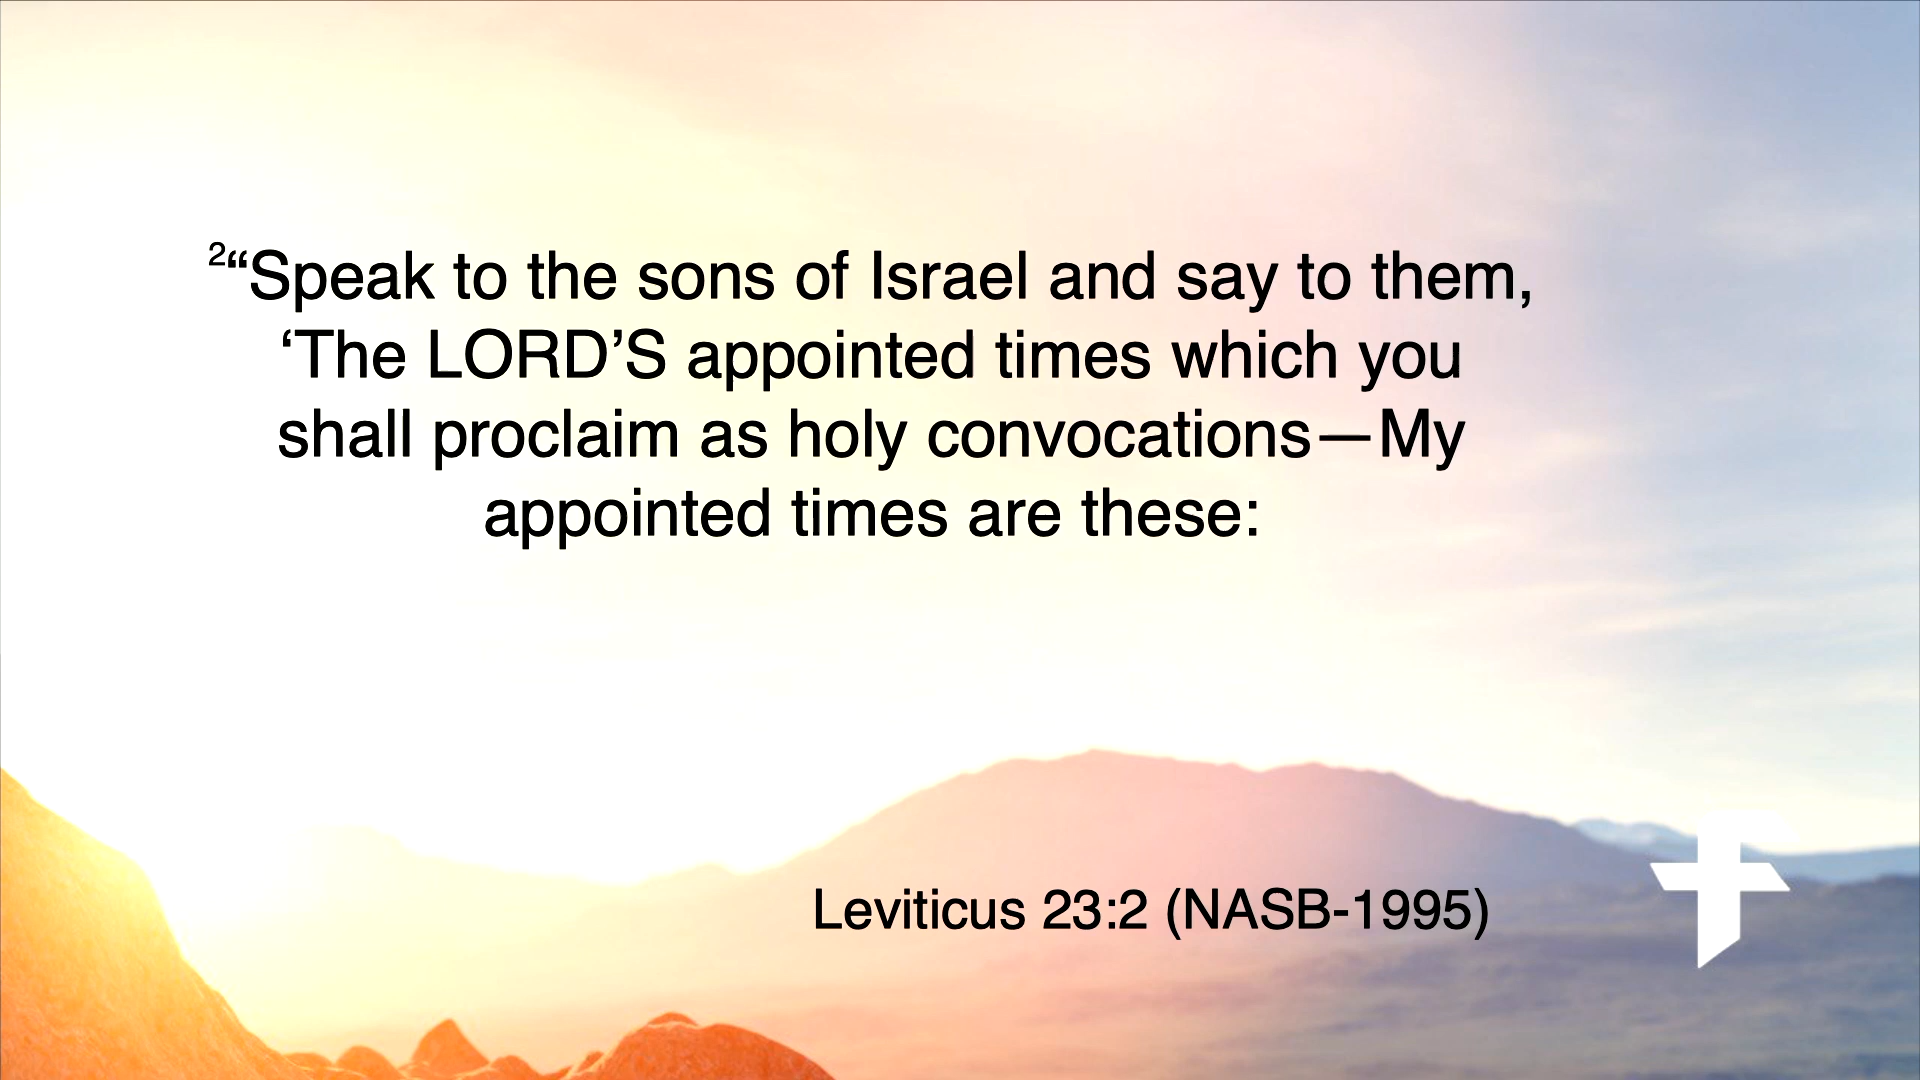 ²“Speak to the sons of Israel and say to them,
‘The LORD’S appointed times which you
shall proclaim as holy convocations—My
appointed times are these:
Leviticus 23:2 (NASB-1995)